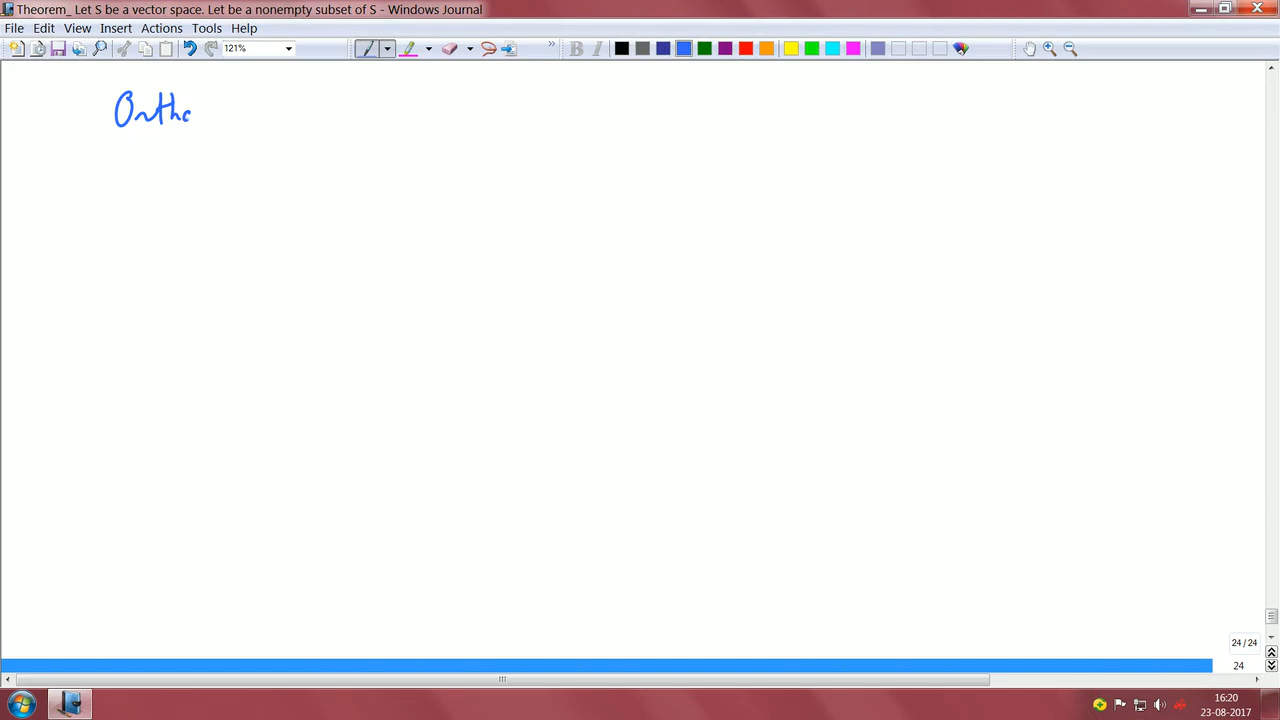 Theorem_ Let S be a vector space. Let be a nonempty subset of S - Windows Journal
File Edit View Insert Actions Tools Help
121% » B I
Ortho
24 / 24
24
16:20
23-08-2017